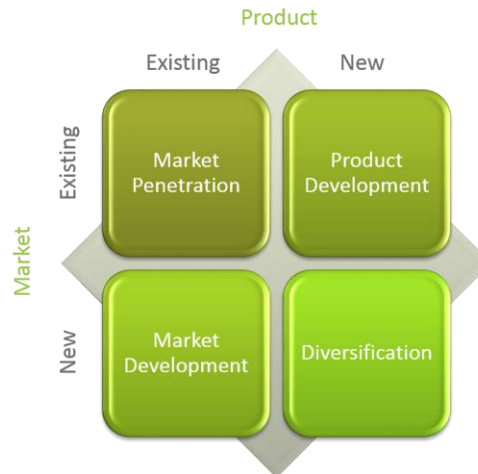 Product
Existing New
Existing
Market
Penetration
Product
Development
Market
New
Market
Development
Diversification